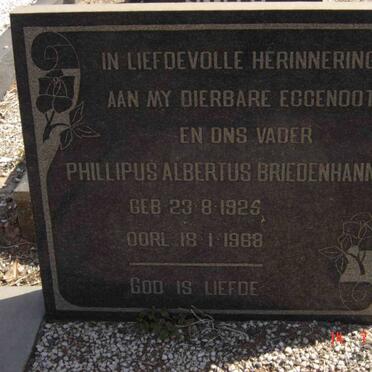 IN LIEFDEVOLLE HERINNERING
AAN MY DIERBARE EGGENOOT
EN ONS VADER
PHILLIPUS ALBERTUS BRIEDENHANN
GEB 23·8·1925
OORL 18·1·1968
GOD IS LIEFDE